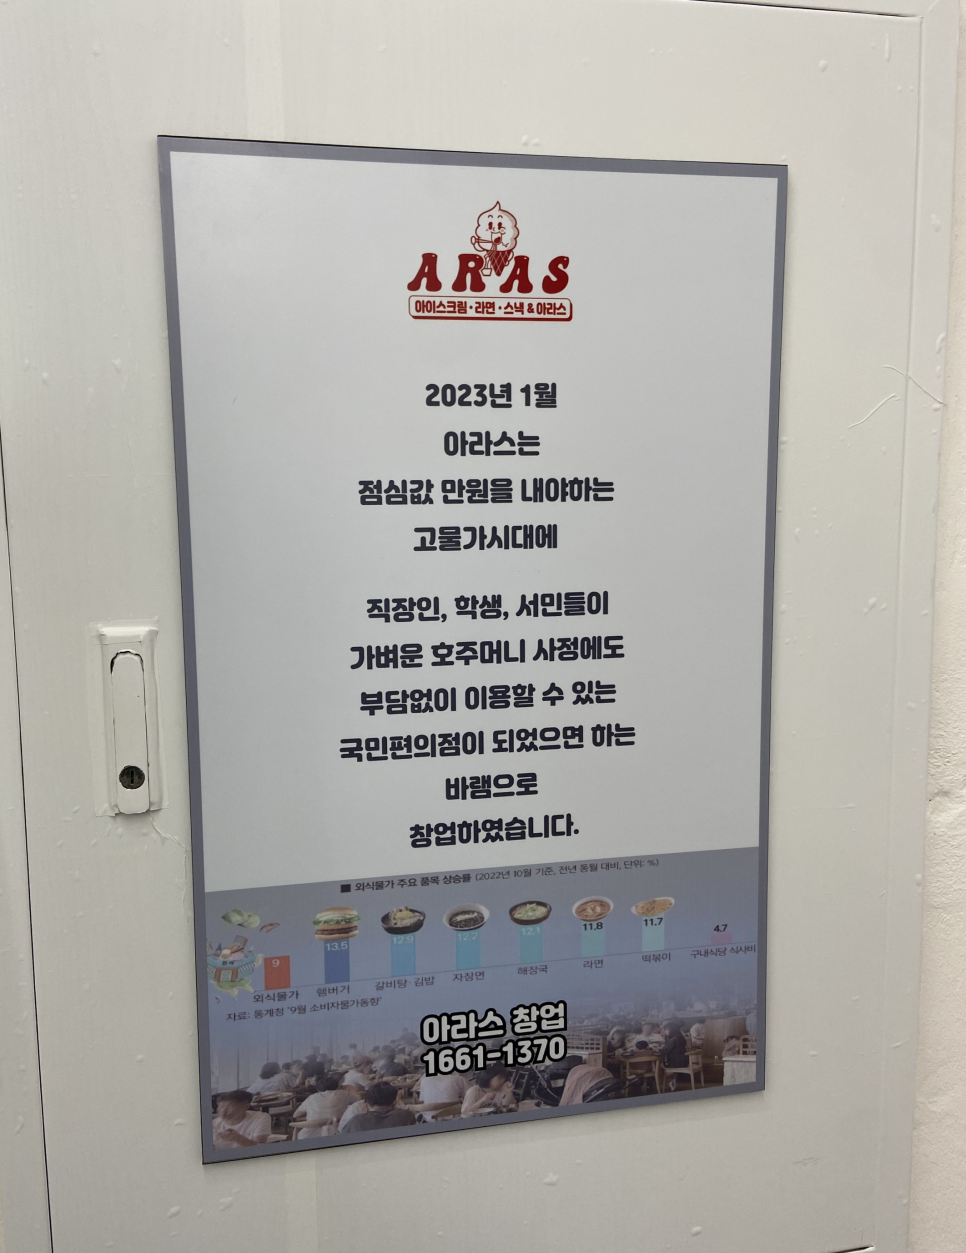 ARAS
아이스크림·라면·스낵 & 아라스
2023년 1월
아라스는
점심값 만원을 내야하는
고물가시대에
직장인, 학생, 서민들이
가벼운 호주머니 사정에도
부담없이 이용할 수 있는
국민편의점이 되었으면 하는
바램으로
창업하였습니다.
■ 외식물가 주요 품목 상승률 (2022년 10월 기준, 전년 동월 대비, 단위: %)
9 13.5 12.9 12.2 12.1 11.8 11.7 4.7
외식물가 햄버거 갈비탕·김밥 자장면 해장국 라면 떡볶이 구내식당 식사비
자료: 통계청 '9월 소비자물가동향'
아라스 창업
1661-1370